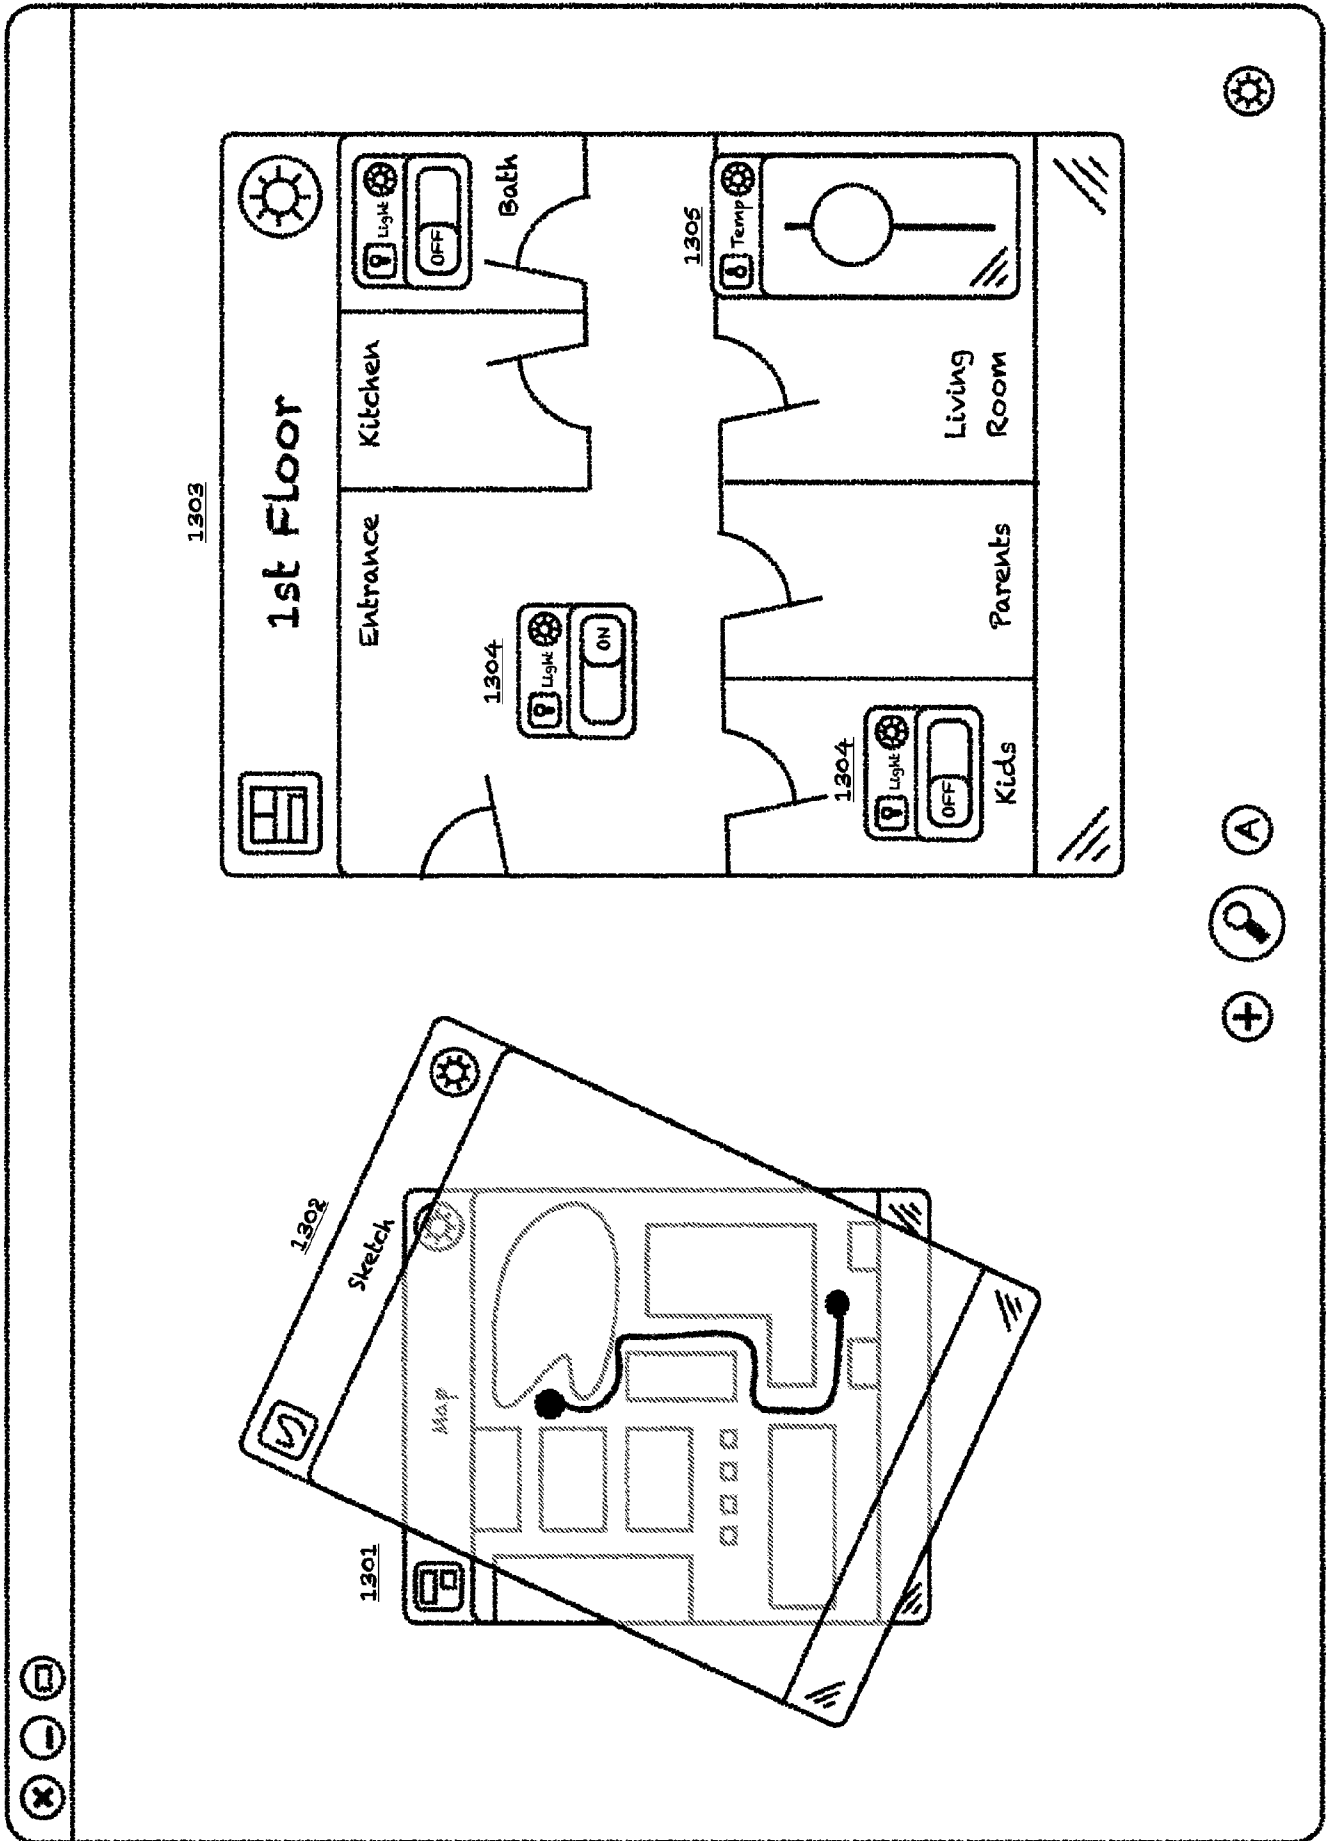 1303
1st Floor
Entrance
Kitchen
Bath
Light
OFF
1304
Light
ON
1305
Temp
1304
Light
OFF
Kids
Parents
Living
Room
1302
Sketch
1301
Map
A